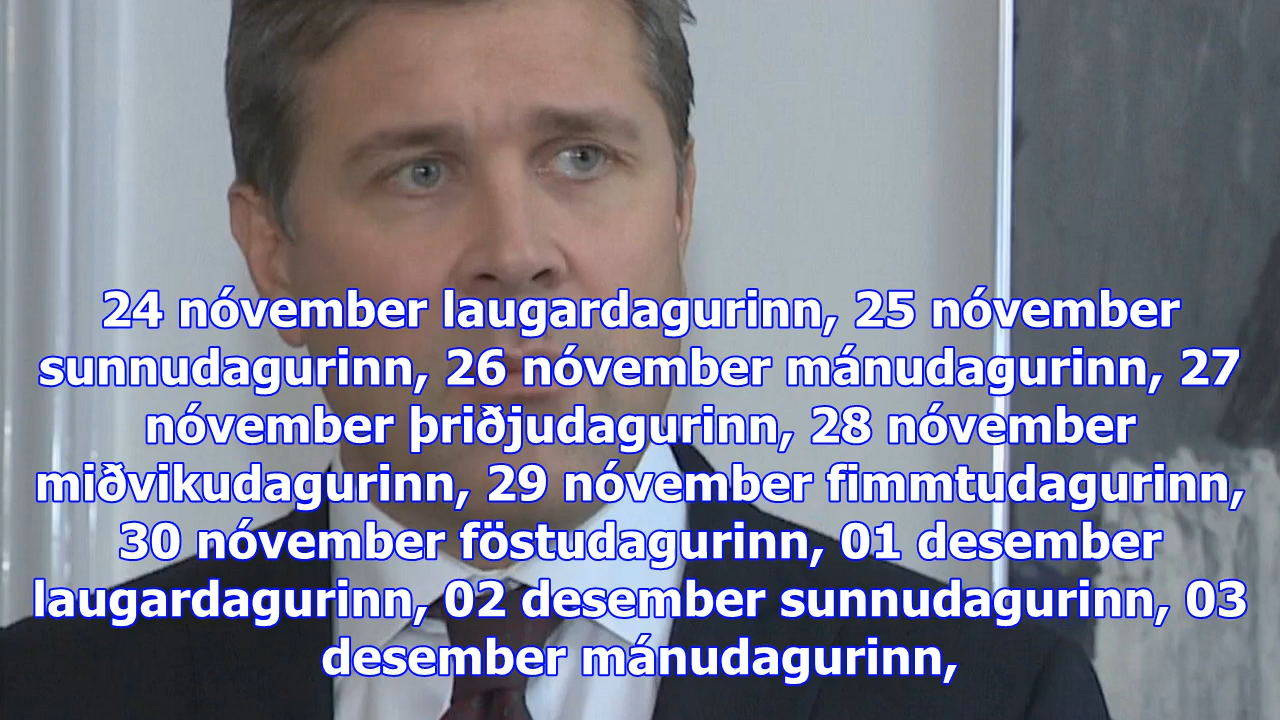 24 nóvember laugardagurinn, 25 nóvember
sunnudagurinn, 26 nóvember mánudagurinn, 27
nóvember þriðjudagurinn, 28 nóvember
miðvikudagurinn, 29 nóvember fimmtudagurinn,
30 nóvember föstudagurinn, 01 desember
laugardagurinn, 02 desember sunnudagurinn, 03
desember mánudagurinn,